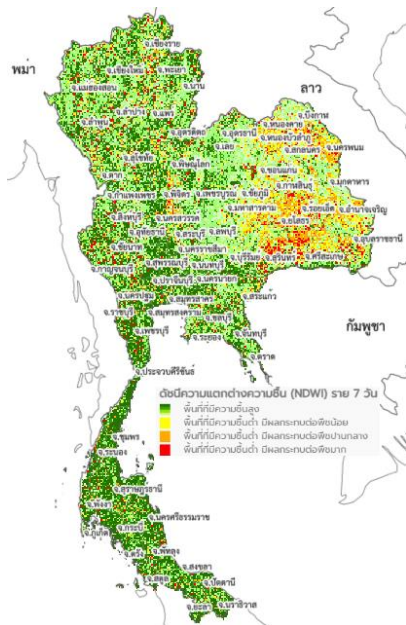 จ.เชียงราย
พม่า
จ.เชียงใหม่
จ.พะเยา
ลาว
จ.แม่ฮ่องสอน
จ.น่าน
จ.บึงกาฬ
จ.ลำปาง
จ.แพร่
จ.หนองคาย
จ.ลำพูน
จ.อุตรดิตถ์
จ.อุดรธานี
จ.หนองบัวลำภู
จ.เลย
จ.สกลนคร
จ.นครพนม
จ.สุโขทัย
จ.พิษณุโลก
จ.ขอนแก่น
จ.ตาก
จ.มุกดาหาร
จ.กาฬสินธุ์
จ.กำแพงเพชร
จ.พิจิตร
จ.เพชรบูรณ์
จ.ชัยภูมิ
จ.มหาสารคาม
จ.ร้อยเอ็ด
จ.อำนาจเจริญ
จ.สิงห์บุรี
จ.นครสวรรค์
จ.ยโสธร
จ.อุทัยธานี
จ.สระบุรี
จ.ลพบุรี
จ.อุบลราชธานี
จ.ชัยนาท
จ.นครราชสีมา
จ.บุรีรัมย์
จ.สุรินทร์
จ.ศรีสะเกษ
จ.สุพรรณบุรี
จ.นนทบุรี
จ.กาญจนบุรี
จ.ปราจีนบุรี
จ.นครนายก
จ.สระแก้ว
จ.นครปฐม
จ.สมุทรสาคร
จ.ราชบุรี
จ.สมุทรสงคราม
จ.ชลบุรี
กัมพูชา
จ.เพชรบุรี
จ.ระยอง
จ.จันทบุรี
จ.ตราด
จ.ประจวบคีรีขันธ์
ดัชนีความแตกต่างความชื้น (NDWI) ราย 7 วัน
พื้นที่ที่มีความชื้นสูง
พื้นที่ที่มีความชื้นต่ำ มีผลกระทบต่อพืชน้อย
พื้นที่ที่มีความชื้นต่ำ มีผลกระทบต่อพืชปานกลาง
พื้นที่ที่มีความชื้นต่ำ มีผลกระทบต่อพืชมาก
จ.ชุมพร
จ.ระนอง
จ.สุราษฎร์ธานี
จ.พังงา
จ.นครศรีธรรมราช
จ.กระบี่
จ.ภูเก็ต
จ.ตรัง
จ.พัทลุง
จ.สงขลา
จ.สตูล
จ.ปัตตานี
จ.ยะลา
จ.นราธิวาส